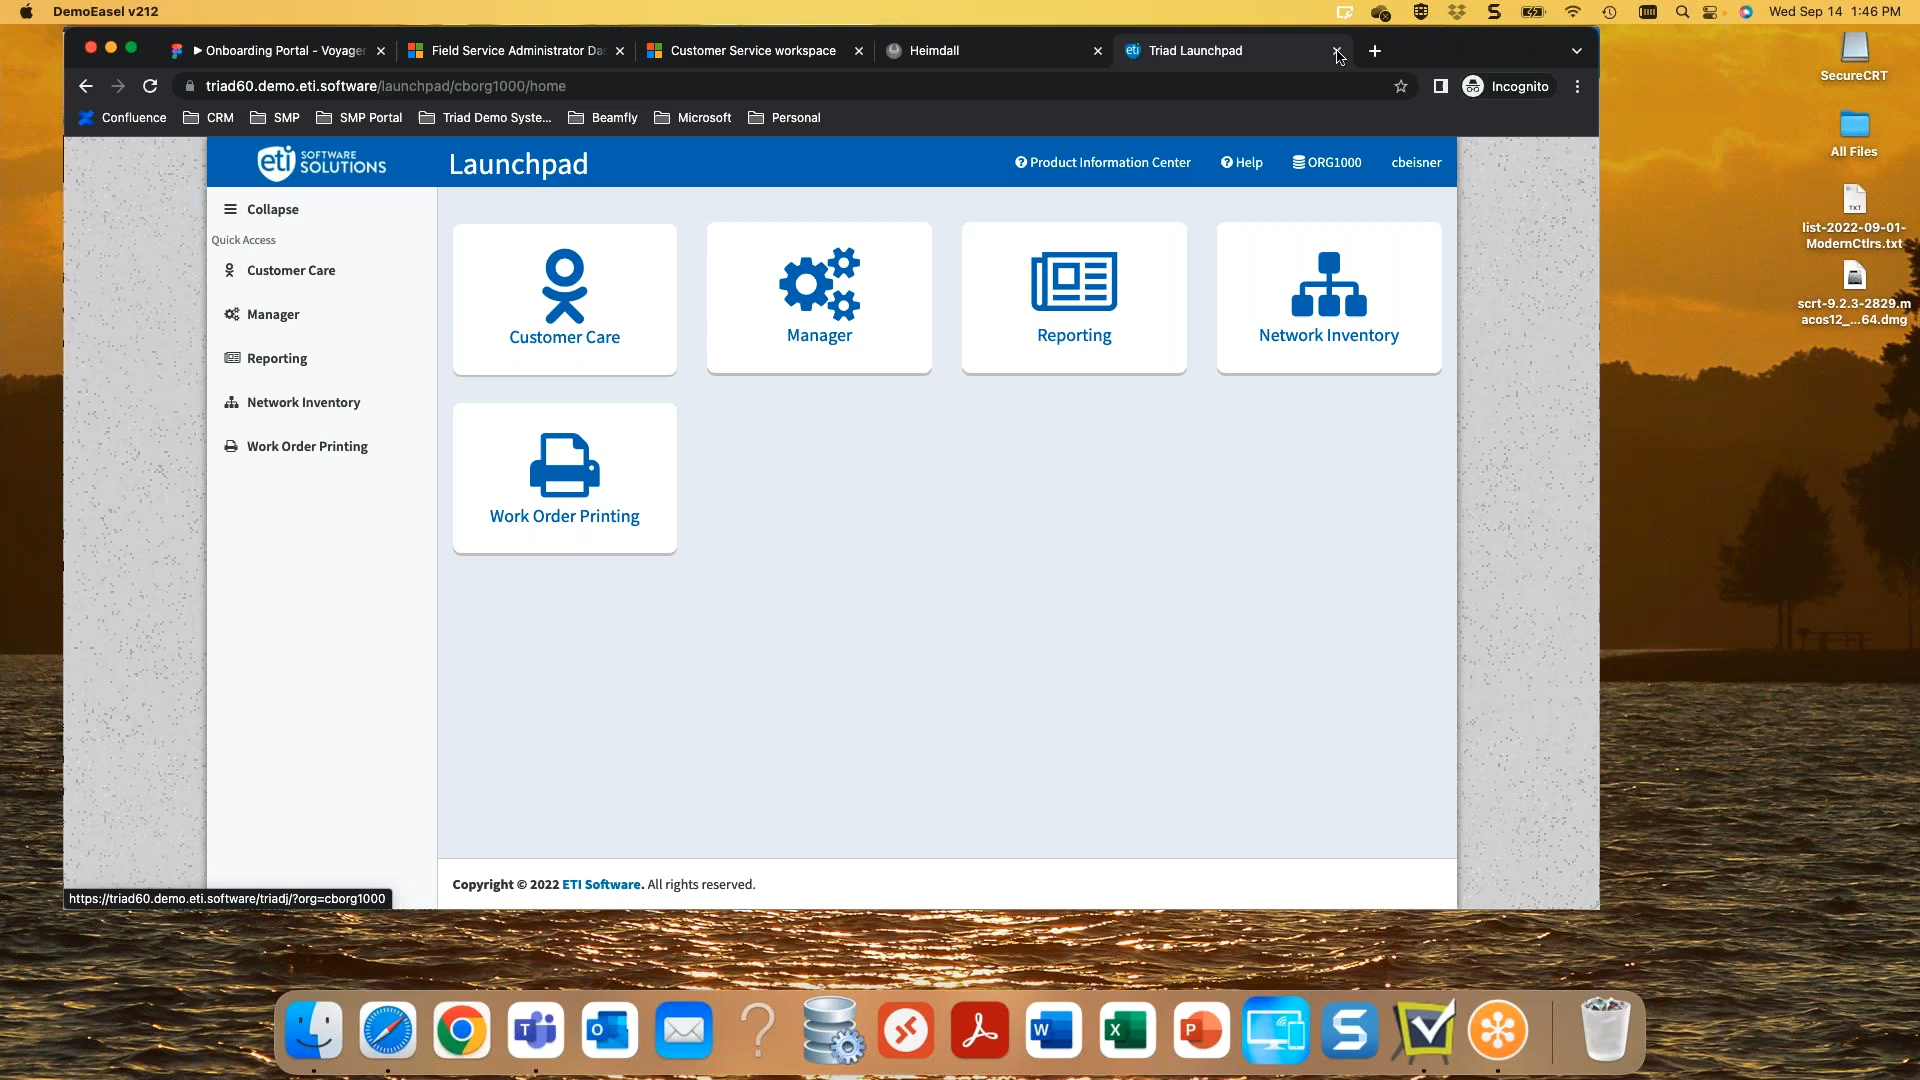 DemoEasel v212
Wed Sep 14 1:46 PM
Onboarding Portal - Voyager
Field Service Administrator Da
Customer Service workspace
Heimdall
Triad Launchpad
triad60.demo.eti.software/launchpad/cborg1000/home
Incognito
Confluence
CRM
SMP
SMP Portal
Triad Demo Syste...
Beamfly
Microsoft
Personal
eti SOFTWARE SOLUTIONS
Launchpad
Product Information Center
Help
ORG1000
cbeisner
Collapse
Quick Access
Customer Care
Manager
Reporting
Network Inventory
Work Order Printing
Customer Care
Manager
Reporting
Network Inventory
Work Order Printing
Copyright © 2022 ETI Software. All rights reserved.
https://triad60.demo.eti.software/triadj/?org=cborg1000
SecureCRT
All Files
TXT
list-2022-09-01-
ModernCtlrs.txt
scrt-9.2.3-2829.m
acos12_...64.dmg